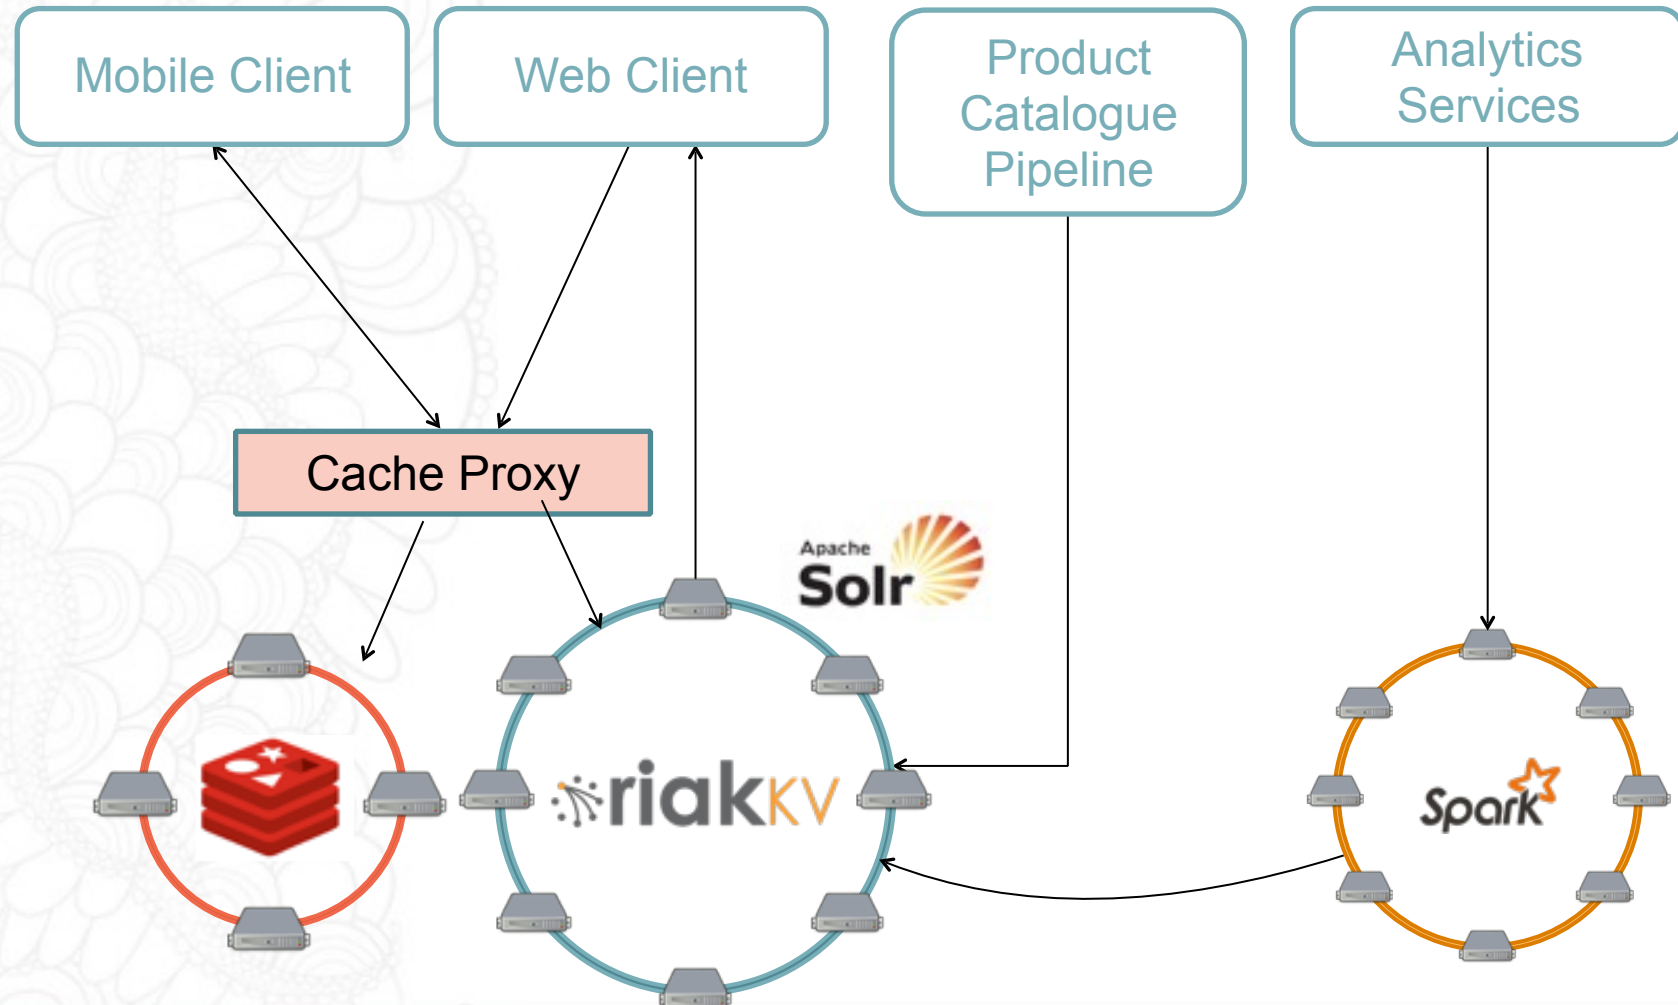 Mobile Client
Web Client
Product
Catalogue
Pipeline
Analytics
Services
Cache Proxy
Apache
Solr
riakKV
Spark